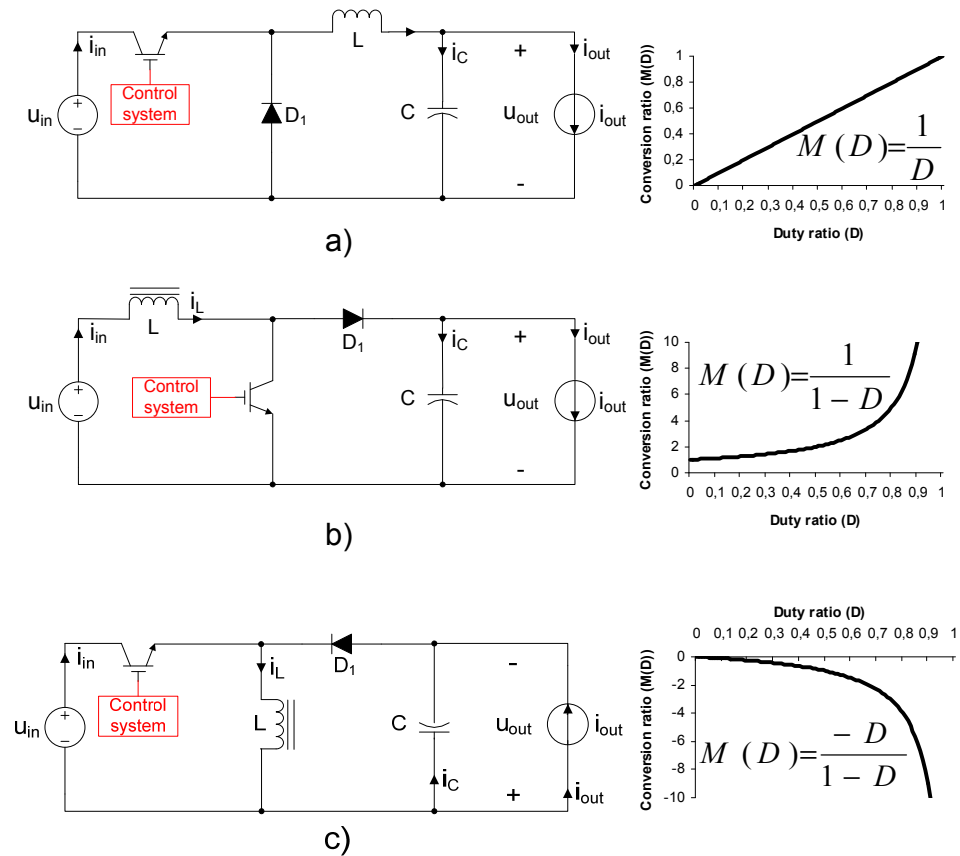 a)
i_in
L
i_C
+
i_out
Control
system
u_in
D_1
C
u_out
i_out
-
Conversion ratio (M(D))
1
0,8
0,6
0,4
0,2
0
M (D)=1/D
0 0,1 0,2 0,3 0,4 0,5 0,6 0,7 0,8 0,9 1
Duty ratio (D)
b)
i_in
L
i_L
D_1
i_C
+
i_out
Control
system
u_in
C
u_out
i_out
-
Conversion ratio (M(D))
10
8
6
4
2
0
M (D)=1/(1 - D)
0 0,1 0,2 0,3 0,4 0,5 0,6 0,7 0,8 0,9 1
Duty ratio (D)
c)
i_in
i_L
D_1
-
Control
system
u_in
L
C
u_out
i_out
i_C
+
i_out
Duty ratio (D)
0 0,1 0,2 0,3 0,4 0,5 0,6 0,7 0,8 0,9 1
Conversion ratio (M(D))
0
-2
-4
-6
-8
-10
M (D)=- D/(1 - D)